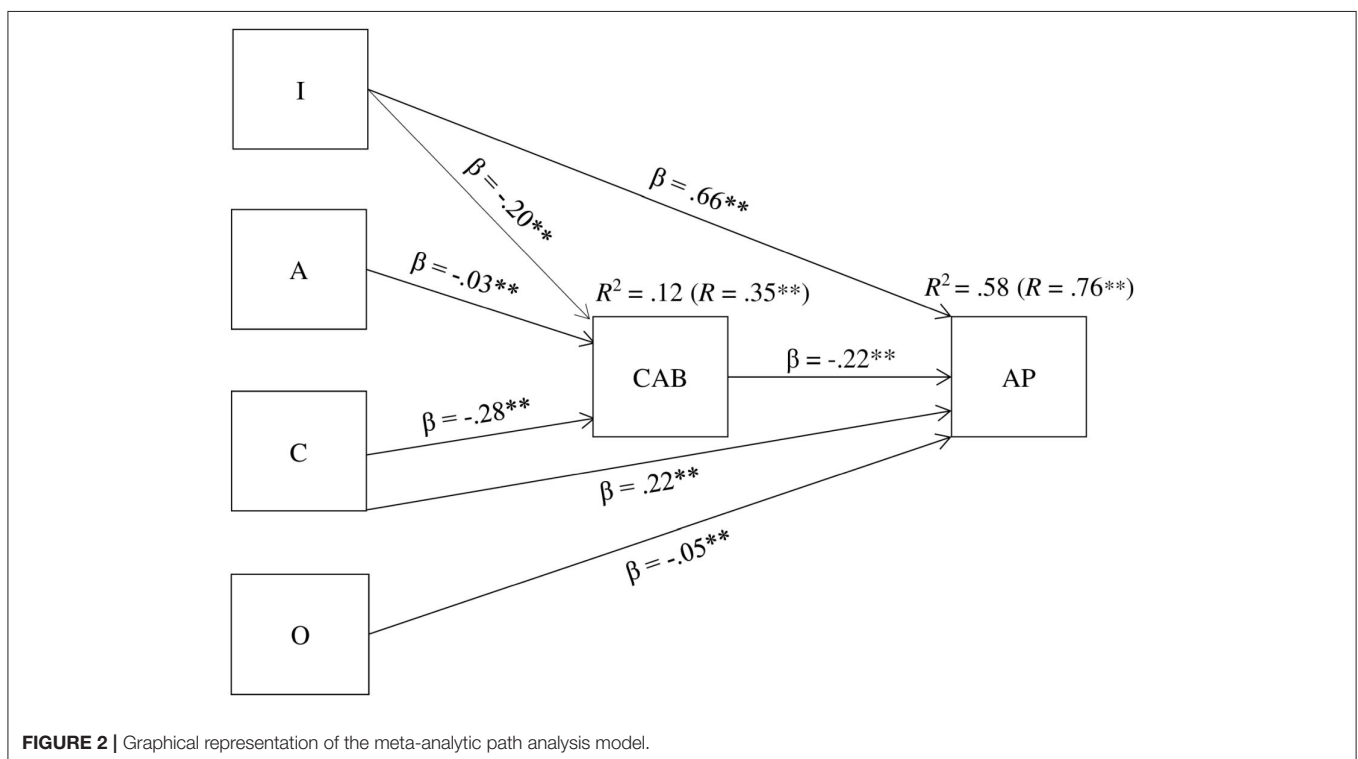 I
β = .66**
β = -.20**
A
β = -.03**
R² = .12 (R = .35**)
R² = .58 (R = .76**)
CAB
β = -.22**
AP
C
β = -.28**
β = .22**
β = -.05**
O
FIGURE 2 | Graphical representation of the meta-analytic path analysis model.